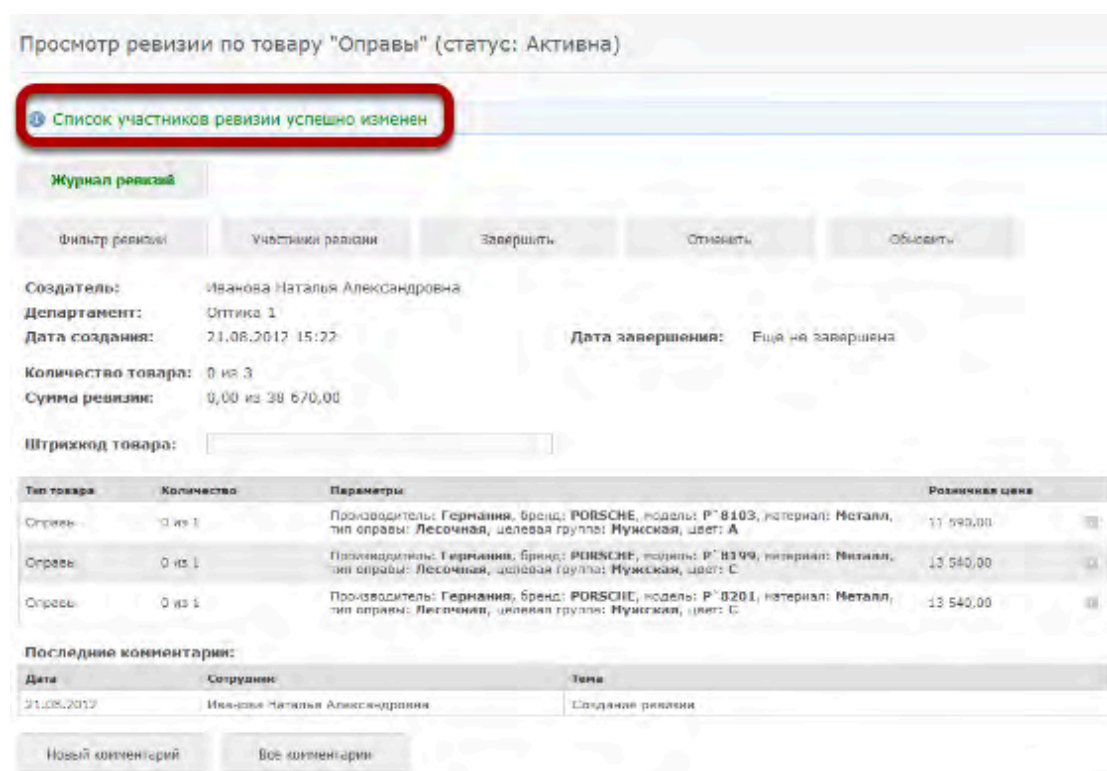 Просмотр ревизии по товару "Оправы" (статус: Активна)
Список участников ревизии успешно изменен
Журнал ревизий
Фильтр ревизии Участники ревизии Завершить Отменить Обновить
Создатель: Иванова Наталья Александровна
Департамент: Оптика 1
Дата создания: 21.08.2012 15:22 Дата завершения: Еще не завершена
Количество товара: 0 из 3
Сумма ревизии: 0,00 из 38 670,00
Штрихкод товара:
Тип товара Количество Параметры Розничная цена
Оправы 0 из 1 Производитель: Германия, бренд: PORSCHE, модель: P`8103, материал: Металл,
тип оправы: Лесочная, целевая группа: Мужская, цвет: A
11 590,00
Оправы 0 из 1 Производитель: Германия, бренд: PORSCHE, модель: P`8199, материал: Металл,
тип оправы: Лесочная, целевая группа: Мужская, цвет: C
13 540,00
Оправы 0 из 1 Производитель: Германия, бренд: PORSCHE, модель: P`8201, материал: Металл,
тип оправы: Лесочная, целевая группа: Мужская, цвет: C
13 540,00
Последние комментарии:
Дата Сотрудник Тема
21.08.2012 Иванова Наталья Александровна Создание ревизии
Новый комментарий Все комментарии